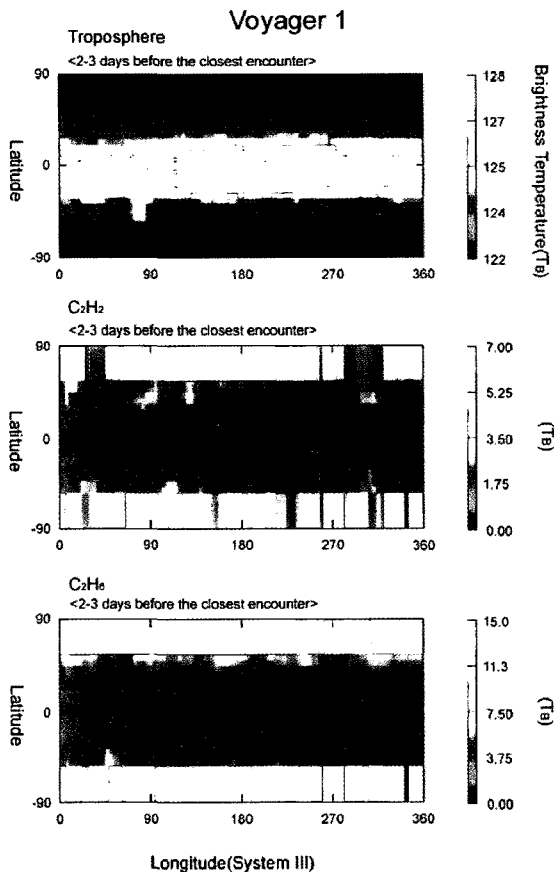 Voyager 1
Troposphere
<2-3 days before the closest encounter>
90
0
-90
Latitude
0 90 180 270 360
128
127
125
124
122
Brightness Temperature(TB)
C₂H₂
<2-3 days before the closest encounter>
90
0
-90
Latitude
0 90 180 270 360
7.00
5.25
3.50
1.75
0.00
(TB)
C₂H₆
<2-3 days before the closest encounter>
90
0
-90
Latitude
0 90 180 270 360
15.0
11.3
7.50
3.75
0.00
(TB)
Longitude(System III)